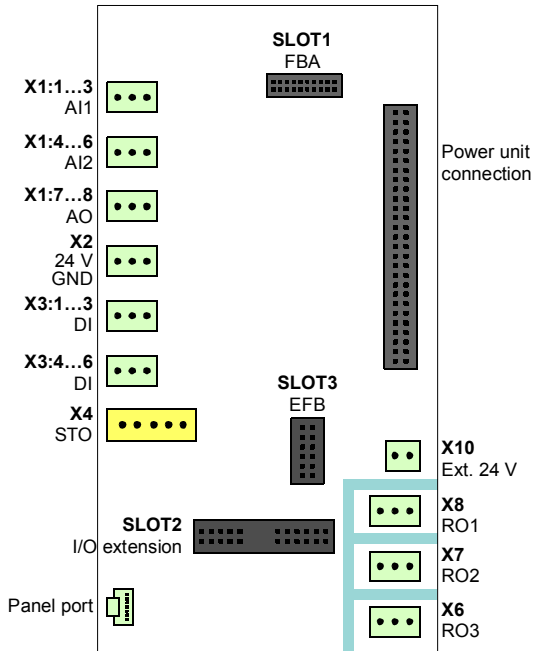 SLOT1
FBA
X1:1…3
AI1
X1:4…6
AI2
X1:7…8
AO
X2
24 V
GND
X3:1…3
DI
X3:4…6
DI
X4
STO
Power unit
connection
SLOT3
EFB
X10
Ext. 24 V
X8
RO1
SLOT2
I/O extension
X7
RO2
Panel port
X6
RO3